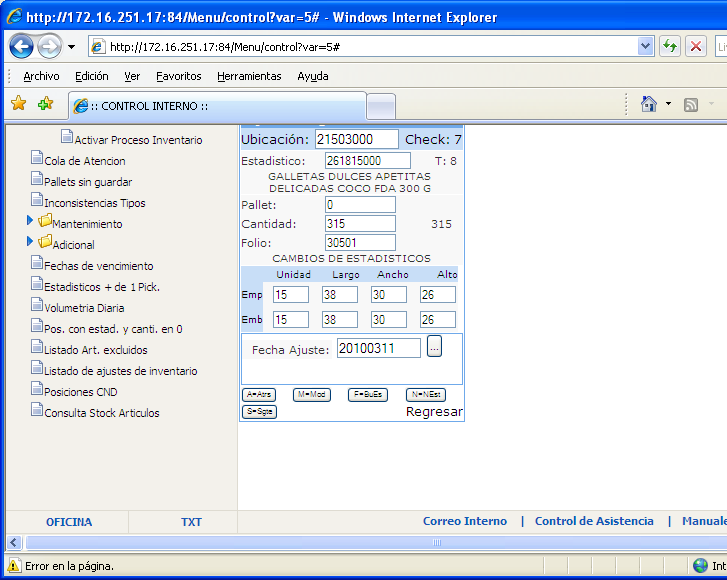 http://172.16.251.17:84/Menu/control?var=5# - Windows Internet Explorer
http://172.16.251.17:84/Menu/control?var=5#
Archivo Edición Ver Favoritos Herramientas Ayuda
:: CONTROL INTERNO ::
Activar Proceso Inventario
Cola de Atencion
Pallets sin guardar
Inconsistencias Tipos
Mantenimiento
Adicional
Fechas de vencimiento
Estadisticos + de 1 Pick.
Volumetria Diaria
Pos. con estad. y canti. en 0
Listado Art. excluidos
Listado de ajustes de inventario
Posiciones CND
Consulta Stock Articulos
Ubicación: 21503000 Check: 7
Estadistico: 261815000 T: 8
GALLETAS DULCES APETITAS
DELICADAS COCO FDA 300 G
Pallet: 0
Cantidad: 315 315
Folio: 30501
CAMBIOS DE ESTADISTICOS
Unidad Largo Ancho Alto
Emp 15 38 30 26
Emb 15 38 30 26
Fecha Ajuste: 20100311 ...
A=Atrs M=Mod F=BuEs N=NEst
S=Sgte Regresar
OFICINA TXT Correo Interno | Control de Asistencia | Manuale
Error en la página. Int